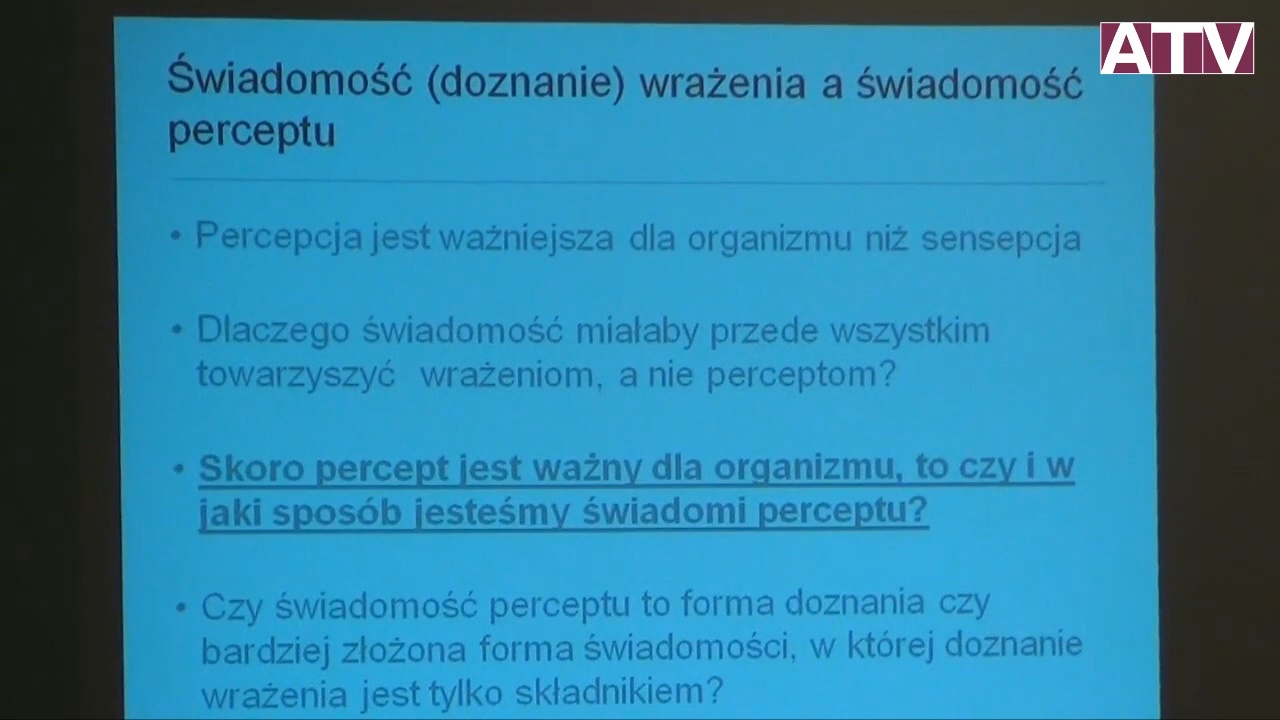 ATV
Świadomość (doznanie) wrażenia a świadomość
perceptu
• Percepcja jest ważniejsza dla organizmu niż sensepcja
• Dlaczego świadomość miałaby przede wszystkim
towarzyszyć wrażeniom, a nie perceptom?
• Skoro percept jest ważny dla organizmu, to czy i w
jaki sposób jesteśmy świadomi perceptu?
• Czy świadomość perceptu to forma doznania czy
bardziej złożona forma świadomości, w której doznanie
wrażenia jest tylko składnikiem?